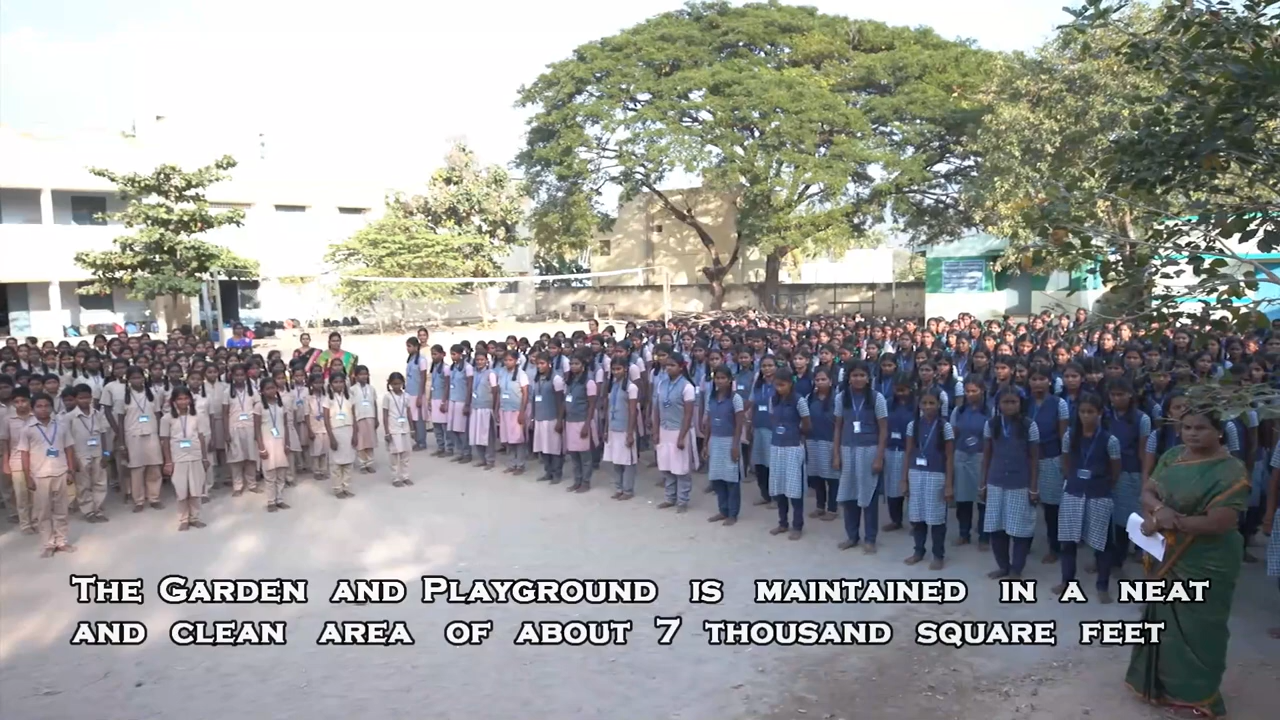 The Garden and Playground is maintained in a neat
and clean area of about 7 thousand square feet